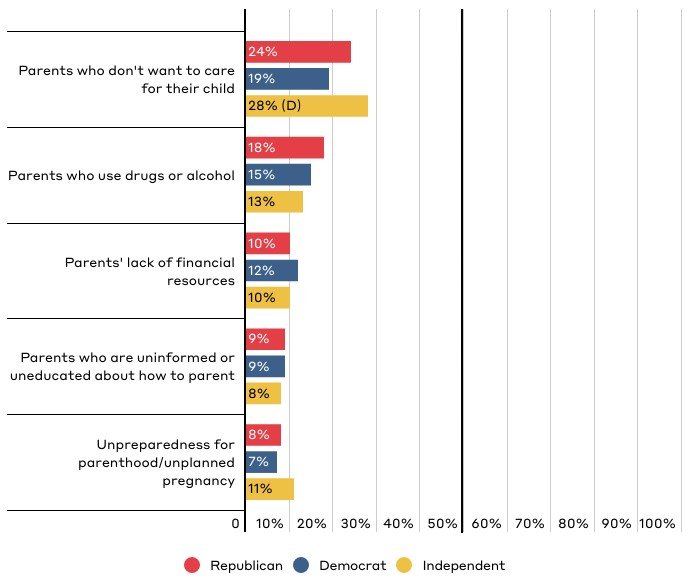 24%
Parents who don't want to care
for their child
19%
28% (D)
18%
Parents who use drugs or alcohol
15%
13%
10%
Parents' lack of financial
resources
12%
10%
9%
Parents who are uninformed or
uneducated about how to parent
9%
8%
8%
Unpreparedness for
parenthood/unplanned
pregnancy
7%
11%
0 10% 20% 30% 40% 50% 60% 70% 80% 90% 100%
Republican Democrat Independent